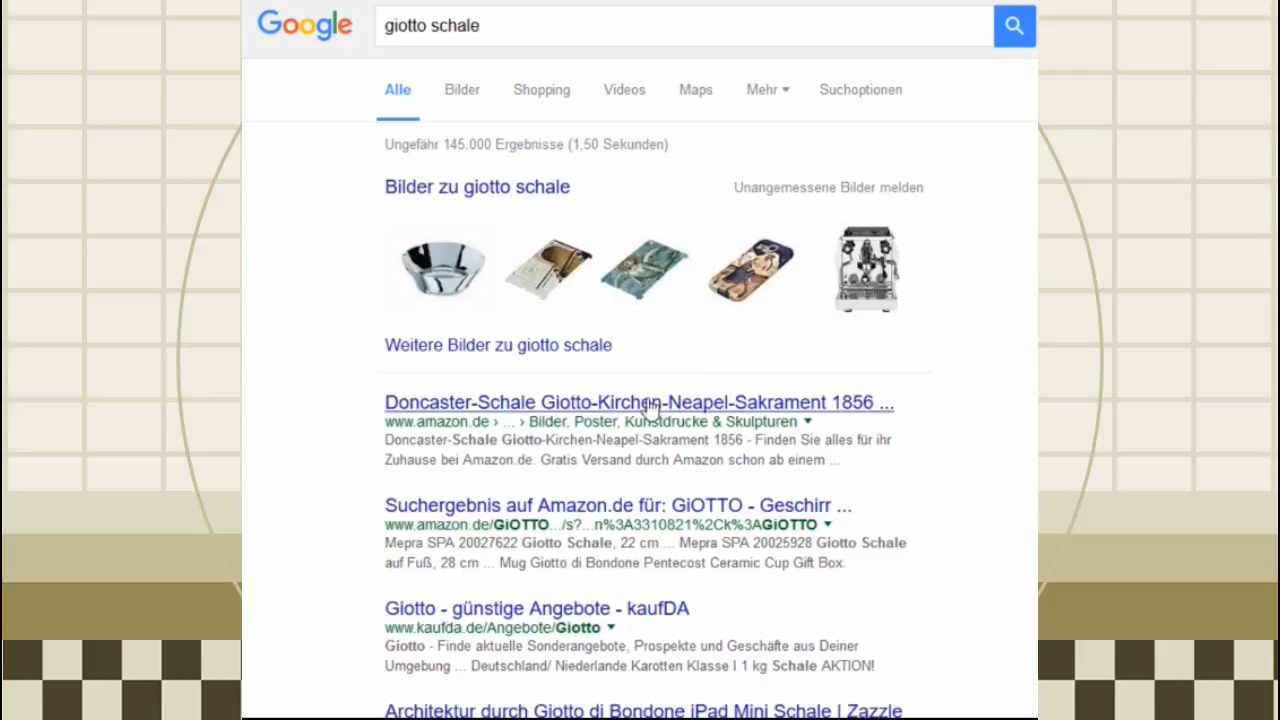 Google
giotto schale
Alle Bilder Shopping Videos Maps Mehr Suchoptionen
Ungefähr 145.000 Ergebnisse (1,50 Sekunden)
Bilder zu giotto schale Unangemessene Bilder melden
Weitere Bilder zu giotto schale
Doncaster-Schale Giotto-Kirchen-Neapel-Sakrament 1856 ...
www.amazon.de › ... › Bilder, Poster, Kunstdrucke & Skulpturen
Doncaster-Schale Giotto-Kirchen-Neapel-Sakrament 1856 - Finden Sie alles für ihr
Zuhause bei Amazon.de. Gratis Versand durch Amazon schon ab einem ...
Suchergebnis auf Amazon.de für: GiOTTO - Geschirr ...
www.amazon.de/GiOTTO.../s?...n%3A3310821%2Ck%3AGiOTTO
Mepra SPA 20027622 Giotto Schale, 22 cm ... Mepra SPA 20025928 Giotto Schale
auf Fuß, 28 cm ... Mug Giotto di Bondone Pentecost Ceramic Cup Gift Box.
Giotto - günstige Angebote - kaufDA
www.kaufda.de/Angebote/Giotto
Giotto - Finde aktuelle Sonderangebote, Prospekte und Geschäfte aus Deiner
Umgebung ... Deutschland/ Niederlande Karotten Klasse I 1 kg Schale AKTION!
Architektur durch Giotto di Bondone iPad Mini Schale | Zazzle